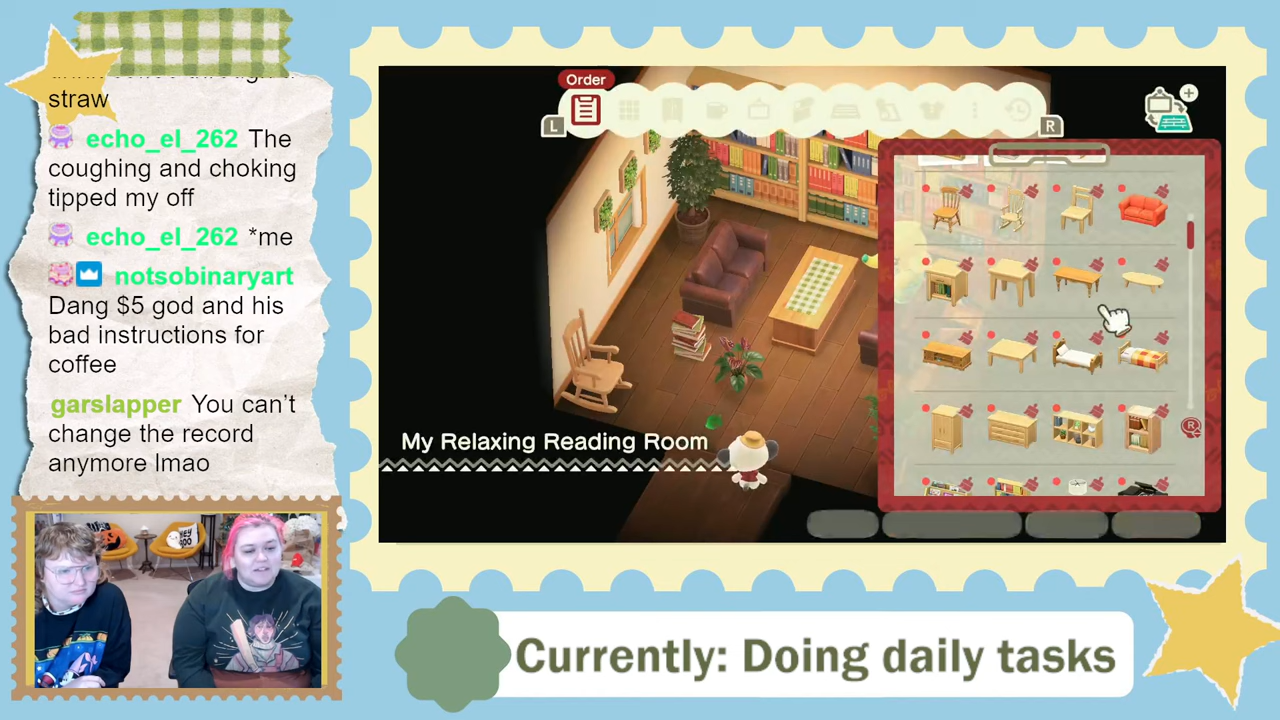 straw
echo_el_262 The
coughing and choking
tipped my off
echo_el_262 *me
notsobinaryart
Dang $5 god and his
bad instructions for
coffee
garslapper You can't
change the record
anymore lmao
Order
L
R
R
My Relaxing Reading Room
HEY
BOO
Currently: Doing daily tasks